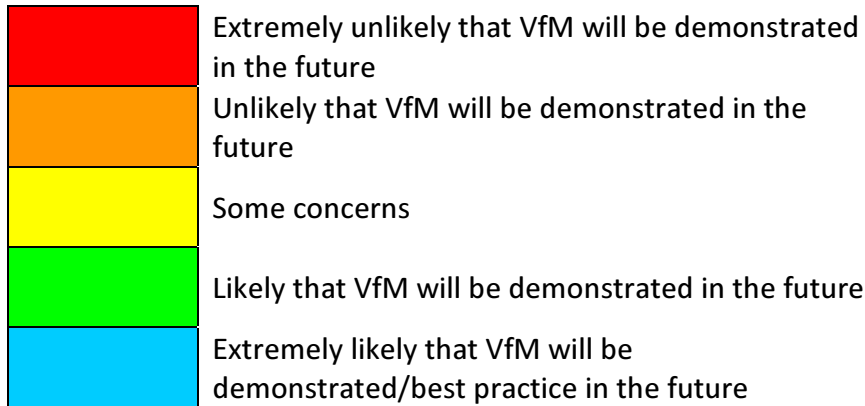 Extremely unlikely that VfM will be demonstrated
in the future
Unlikely that VfM will be demonstrated in the
future
Some concerns
Likely that VfM will be demonstrated in the future
Extremely likely that VfM will be
demonstrated/best practice in the future